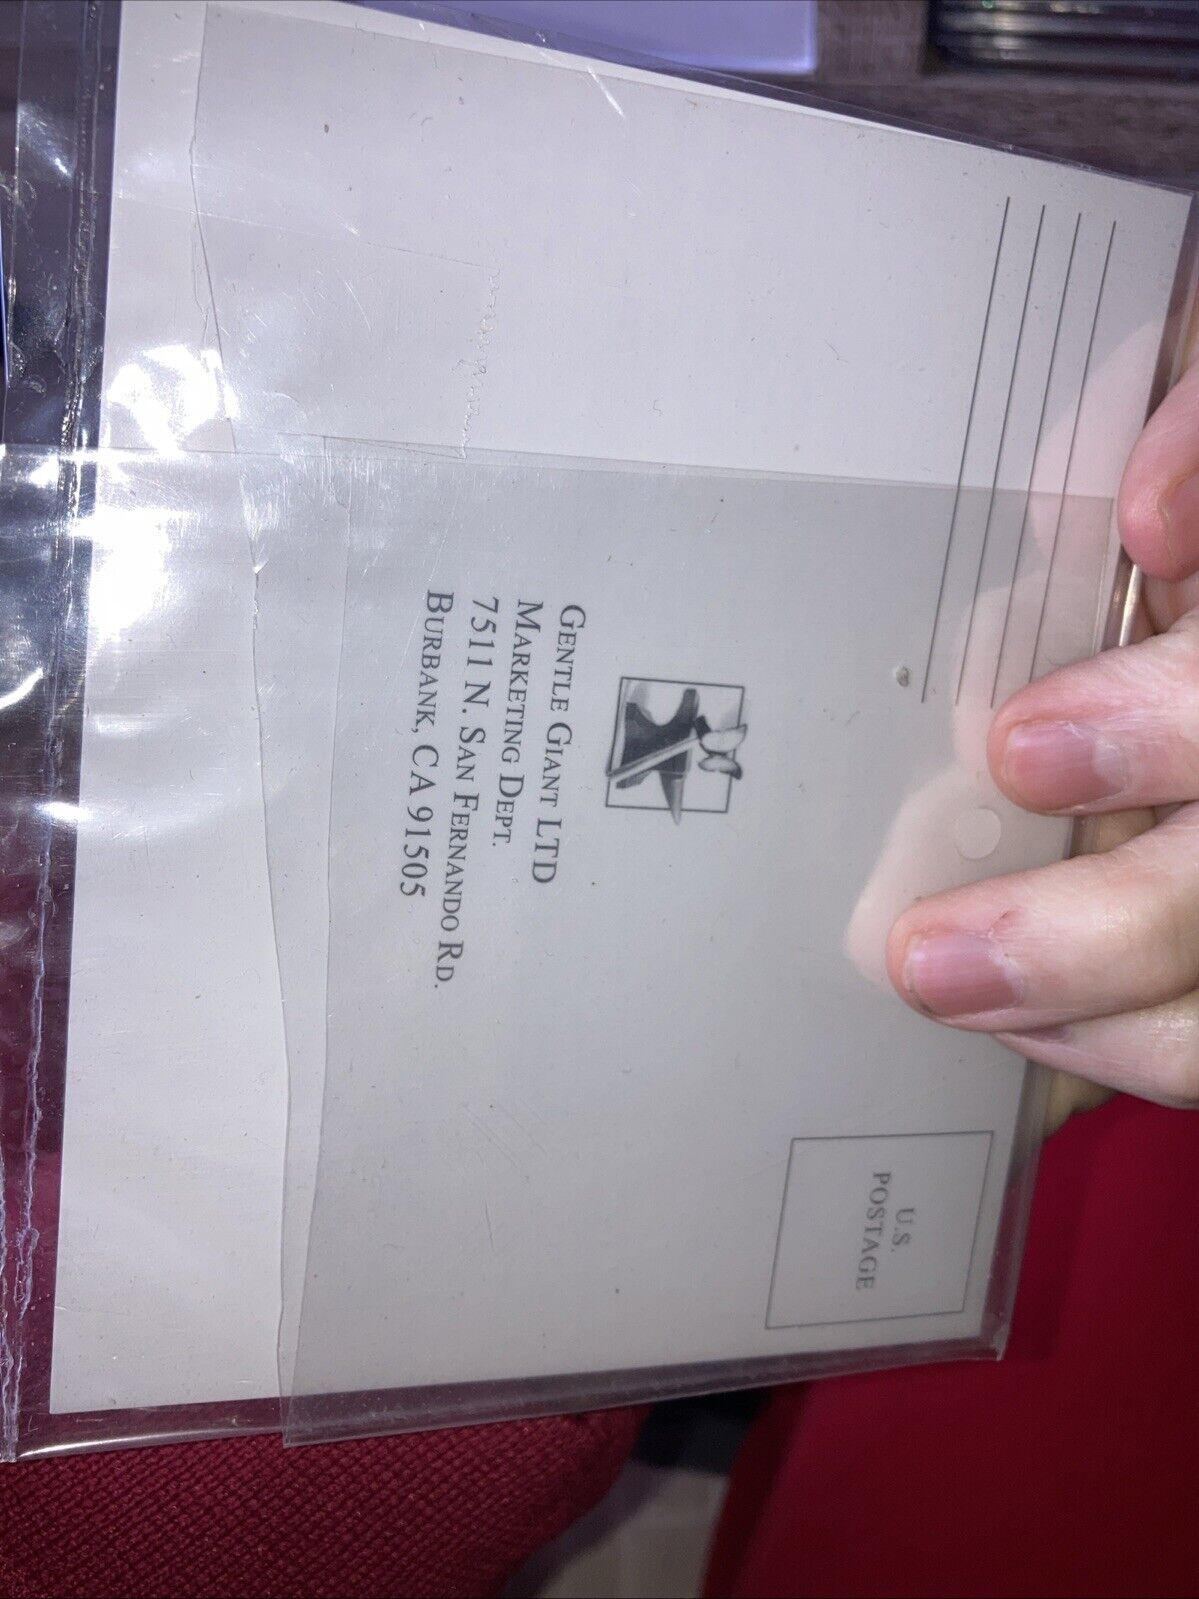 U.S.
POSTAGE
GENTLE GIANT LTD
MARKETING DEPT.
7511 N. SAN FERNANDO RD.
BURBANK, CA 91505